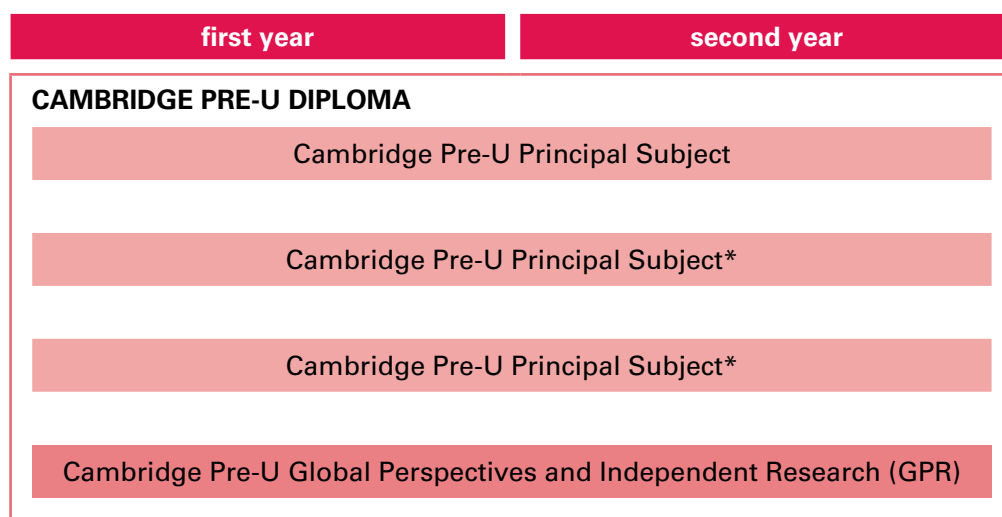 first year
second year
CAMBRIDGE PRE-U DIPLOMA
Cambridge Pre-U Principal Subject
Cambridge Pre-U Principal Subject*
Cambridge Pre-U Principal Subject*
Cambridge Pre-U Global Perspectives and Independent Research (GPR)